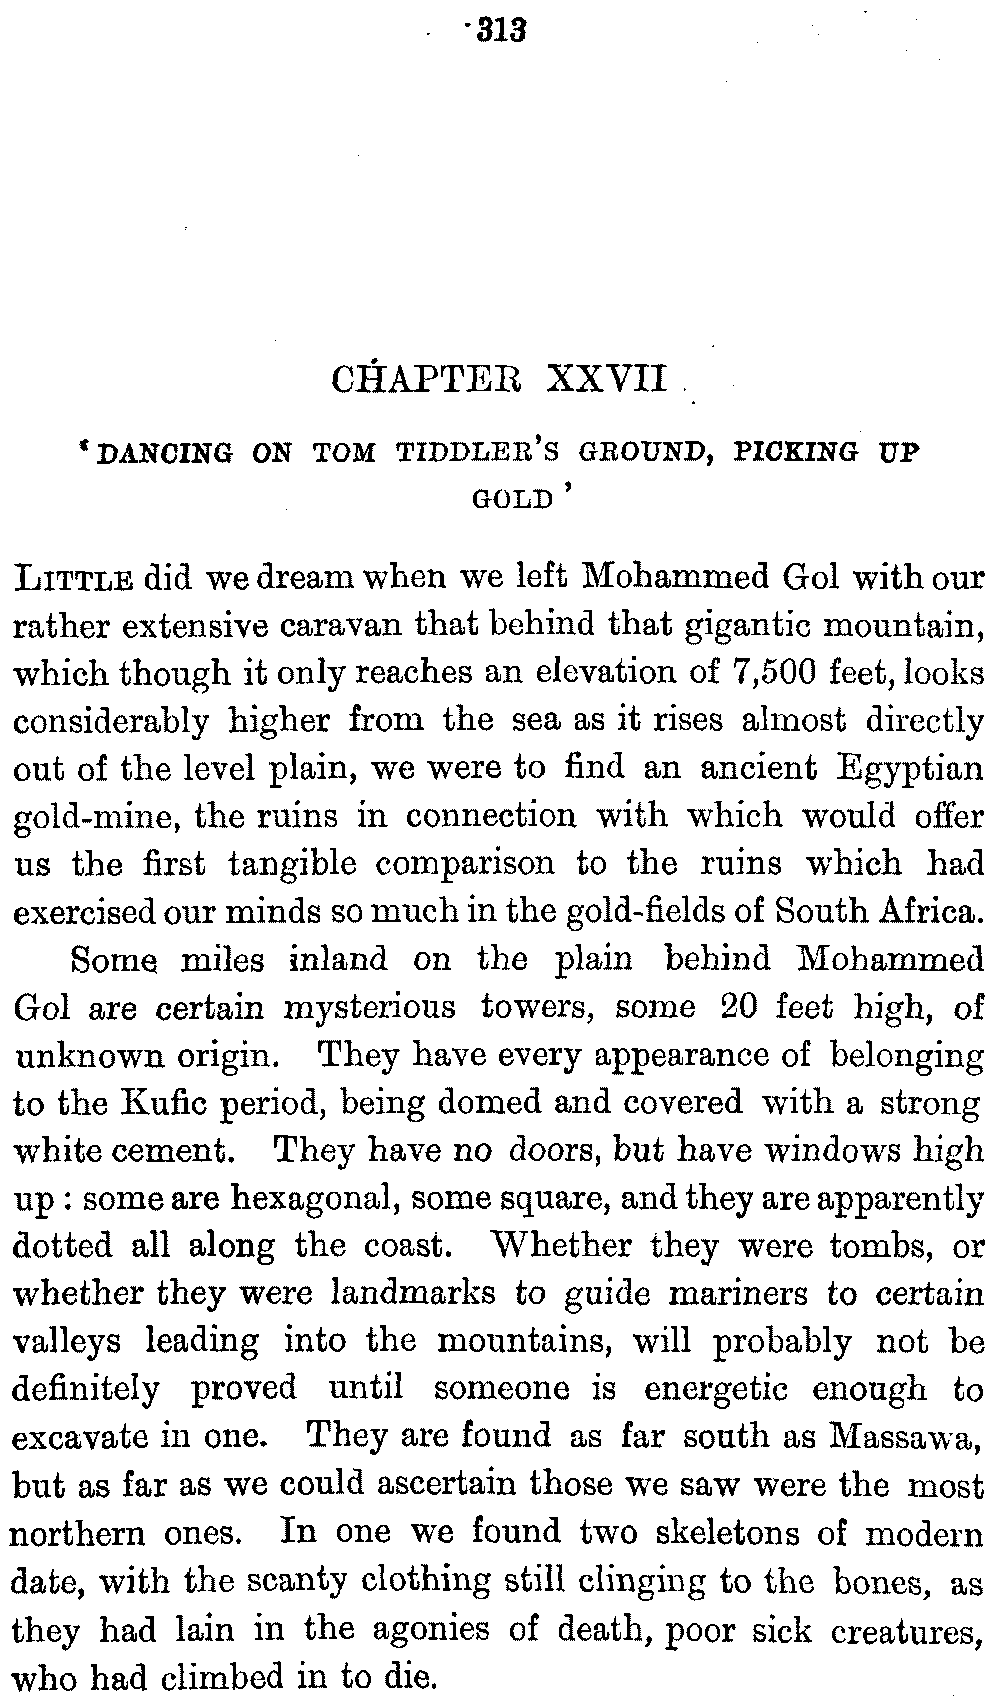 313
CHAPTER XXVII
‘DANCING ON TOM TIDDLER’S GROUND, PICKING UP
GOLD’
LITTLE did we dream when we left Mohammed Gol with our
rather extensive caravan that behind that gigantic mountain,
which though it only reaches an elevation of 7,500 feet, looks
considerably higher from the sea as it rises almost directly
out of the level plain, we were to find an ancient Egyptian
gold-mine, the ruins in connection with which would offer
us the first tangible comparison to the ruins which had
exercised our minds so much in the gold-fields of South Africa.
Some miles inland on the plain behind Mohammed
Gol are certain mysterious towers, some 20 feet high, of
unknown origin. They have every appearance of belonging
to the Kufic period, being domed and covered with a strong
white cement. They have no doors, but have windows high
up : some are hexagonal, some square, and they are apparently
dotted all along the coast. Whether they were tombs, or
whether they were landmarks to guide mariners to certain
valleys leading into the mountains, will probably not be
definitely proved until someone is energetic enough to
excavate in one. They are found as far south as Massawa,
but as far as we could ascertain those we saw were the most
northern ones. In one we found two skeletons of modern
date, with the scanty clothing still clinging to the bones, as
they had lain in the agonies of death, poor sick creatures,
who had climbed in to die.